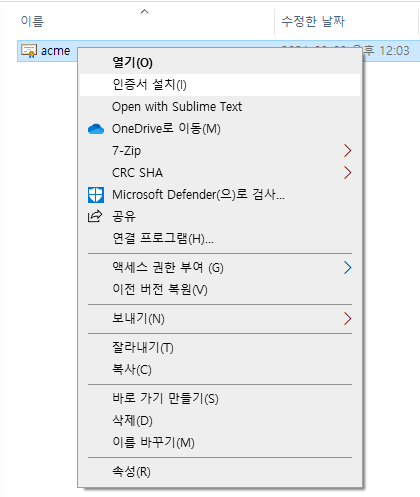 이름 수정한 날짜
acme 오후 12:03
열기(O)
인증서 설치(I)
Open with Sublime Text
OneDrive로 이동(M)
7-Zip
CRC SHA
Microsoft Defender(으)로 검사...
공유
연결 프로그램(H)...
액세스 권한 부여 (G)
이전 버전 복원(V)
보내기(N)
잘라내기(T)
복사(C)
바로 가기 만들기(S)
삭제(D)
이름 바꾸기(M)
속성(R)